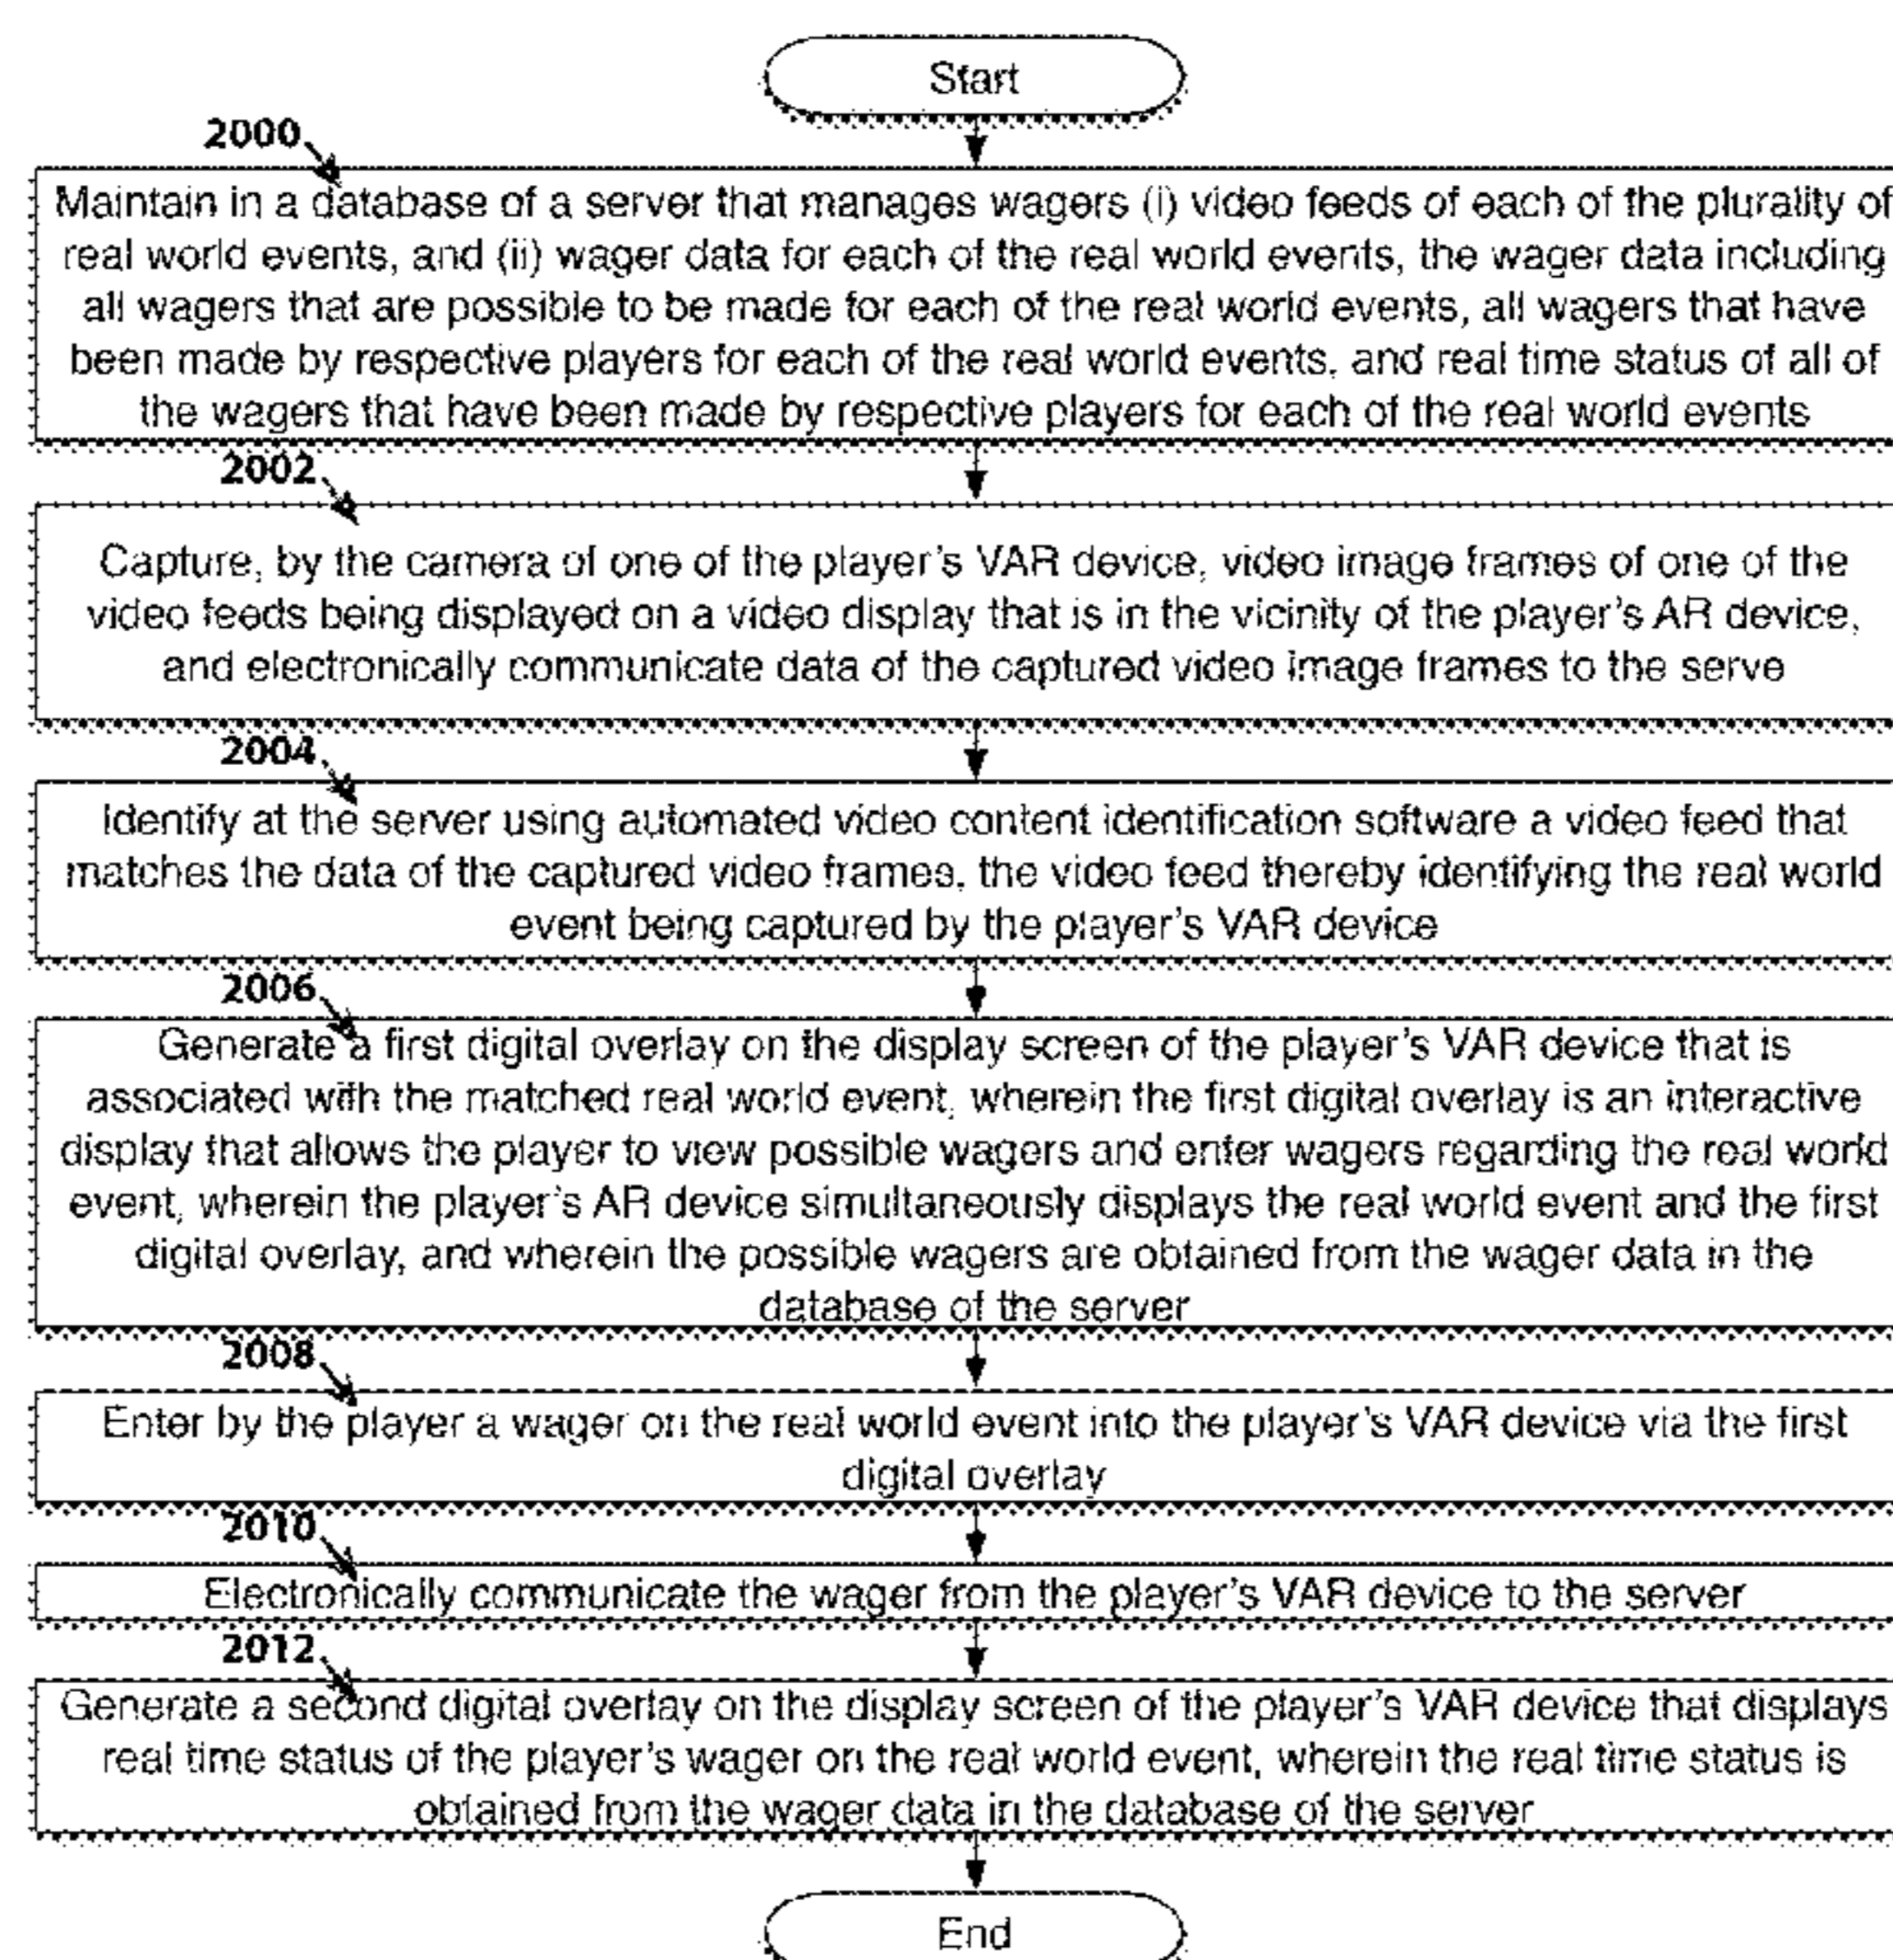 Start
2000
Maintain in a database of a server that manages wagers (i) video feeds of each of the plurality of
real world events, and (ii) wager data for each of the real world events, the wager data including
all wagers that are possible to be made for each of the real world events, all wagers that have
been made by respective players for each of the real world events, and real time status of all of
the wagers that have been made by respective players for each of the real world events
2002
Capture, by the camera of one of the player's VAR device, video image frames of one of the
video feeds being displayed on a video display that is in the vicinity of the player's AR device,
and electronically communicate data of the captured video image frames to the serve
2004
Identify at the server using automated video content identification software a video feed that
matches the data of the captured video frames, the video feed thereby identifying the real world
event being captured by the player's VAR device
2006
Generate a first digital overlay on the display screen of the player's VAR device that is
associated with the matched real world event, wherein the first digital overlay is an interactive
display that allows the player to view possible wagers and enter wagers regarding the real world
event, wherein the player's AR device simultaneously displays the real world event and the first
digital overlay, and wherein the possible wagers are obtained from the wager data in the
database of the server
2008
Enter by the player a wager on the real world event into the player's VAR device via the first
digital overlay
2010
Electronically communicate the wager from the player's VAR device to the server
2012
Generate a second digital overlay on the display screen of the player's VAR device that displays
real time status of the player's wager on the real world event, wherein the real time status is
obtained from the wager data in the database of the server
End